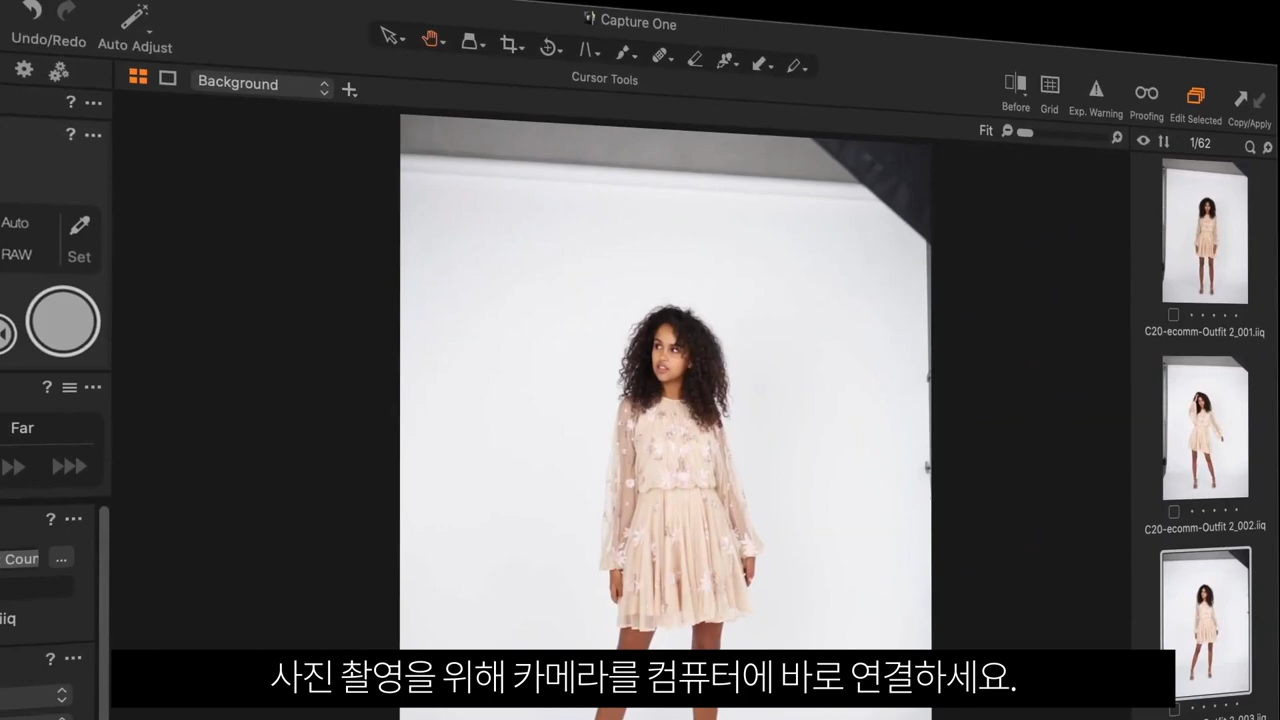 Capture One
Undo/Redo
Auto Adjust
Cursor Tools
Before
Grid
Exp. Warning
Proofing
Edit Selected
Copy/Apply
Background
Fit
1/62
? ...
? ...
Auto
RAW
Set
? ...
Far
? ...
Coun
...
iiq
? ...
C20-ecomm-Outfit 2_001.iiq
C20-ecomm-Outfit 2_002.iiq
사진 촬영을 위해 카메라를 컴퓨터에 바로 연결하세요.